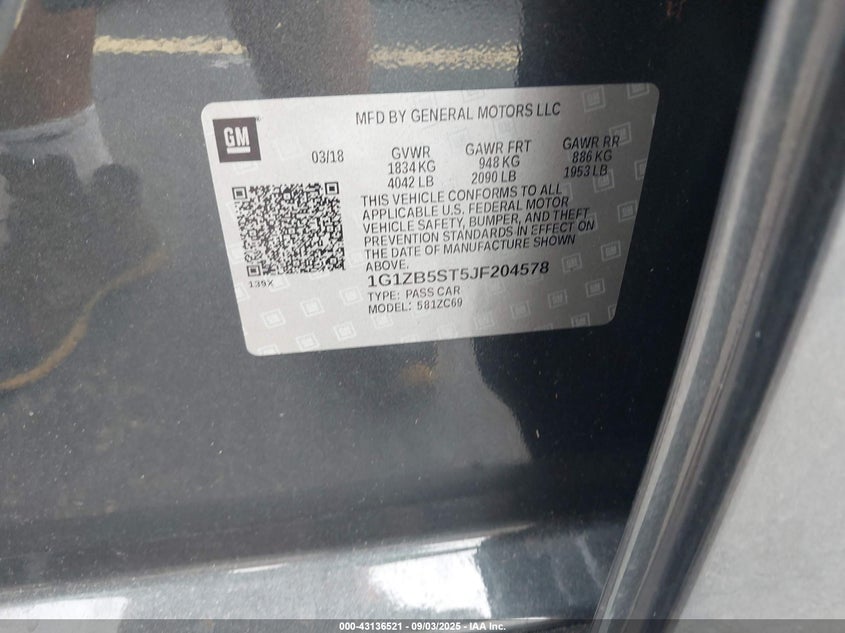 MFD BY GENERAL MOTORS LLC
GM
03/18 GVWR GAWR FRT GAWR RR
1834 KG 948 KG 886 KG
4042 LB 2090 LB 1953 LB
THIS VEHICLE CONFORMS TO ALL
APPLICABLE U.S. FEDERAL MOTOR
VEHICLE SAFETY, BUMPER, AND THEFT
PREVENTION STANDARDS IN EFFECT ON
THE DATE OF MANUFACTURE SHOWN
ABOVE.
139X
1G1ZB5ST5JF204578
TYPE: PASS CAR
MODEL: 581ZC69
000-43136521 - 09/03/2025 - IAA Inc.